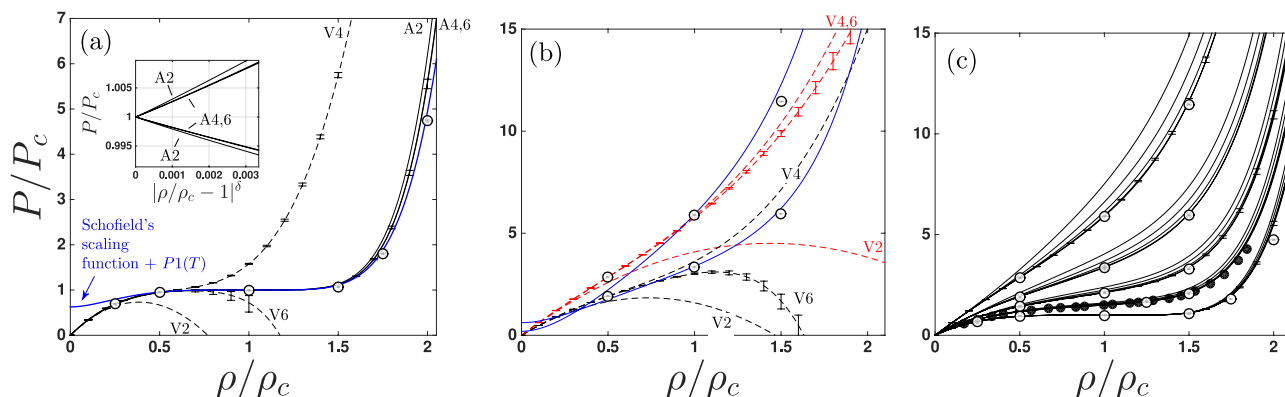 (a)
V4
A2
A4,6
7
6
5
4
3
2
1
0
P/P_c
1.005
1
0.995
P/P_c
A2
A4,6
A2
0
0.001
0.002
0.003
|ρ/ρ_c − 1|^δ
Schofield's
scaling
function + P1(T)
V2
V6
0
0.5
1
1.5
2
ρ/ρ_c
(b)
V4,6
15
10
5
0
V4
V2
V6
V2
0
0.5
1
1.5
2
ρ/ρ_c
(c)
15
10
5
0
0.5
1
1.5
2
ρ/ρ_c